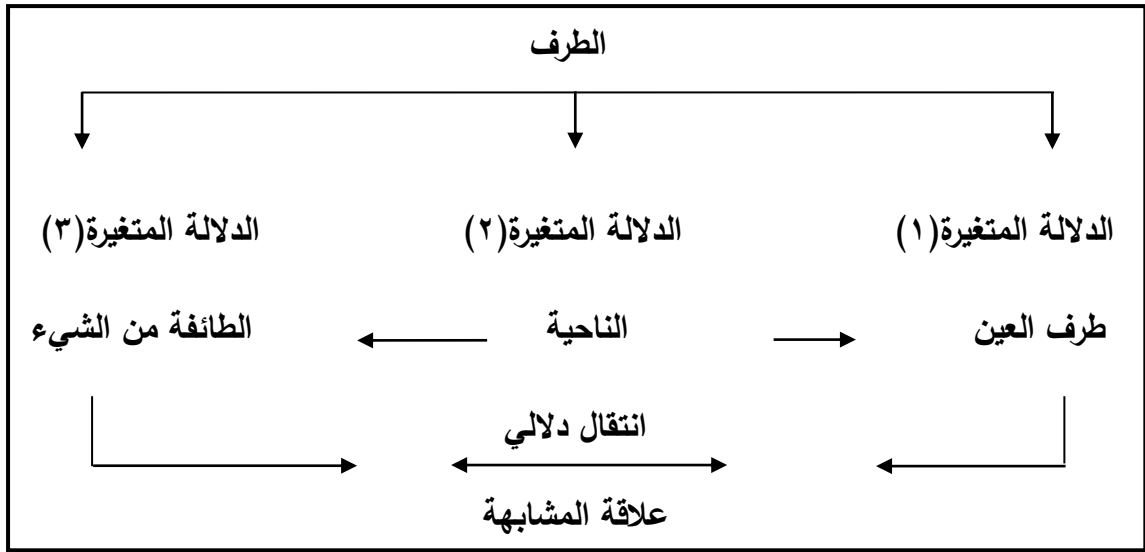 الطرف
الدلالة المتغيرة(١) الدلالة المتغيرة(٢) الدلالة المتغيرة(٣)
طرف العين الناحية الطائفة من الشيء
انتقال دلالي
علاقة المشابهة